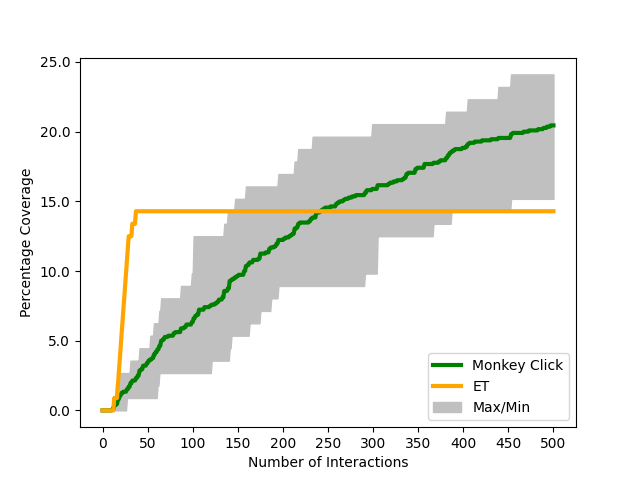 25.0
20.0
15.0
10.0
5.0
0.0
Percentage Coverage
0 50 100 150 200 250 300 350 400 450 500
Number of Interactions
Monkey Click
ET
Max/Min